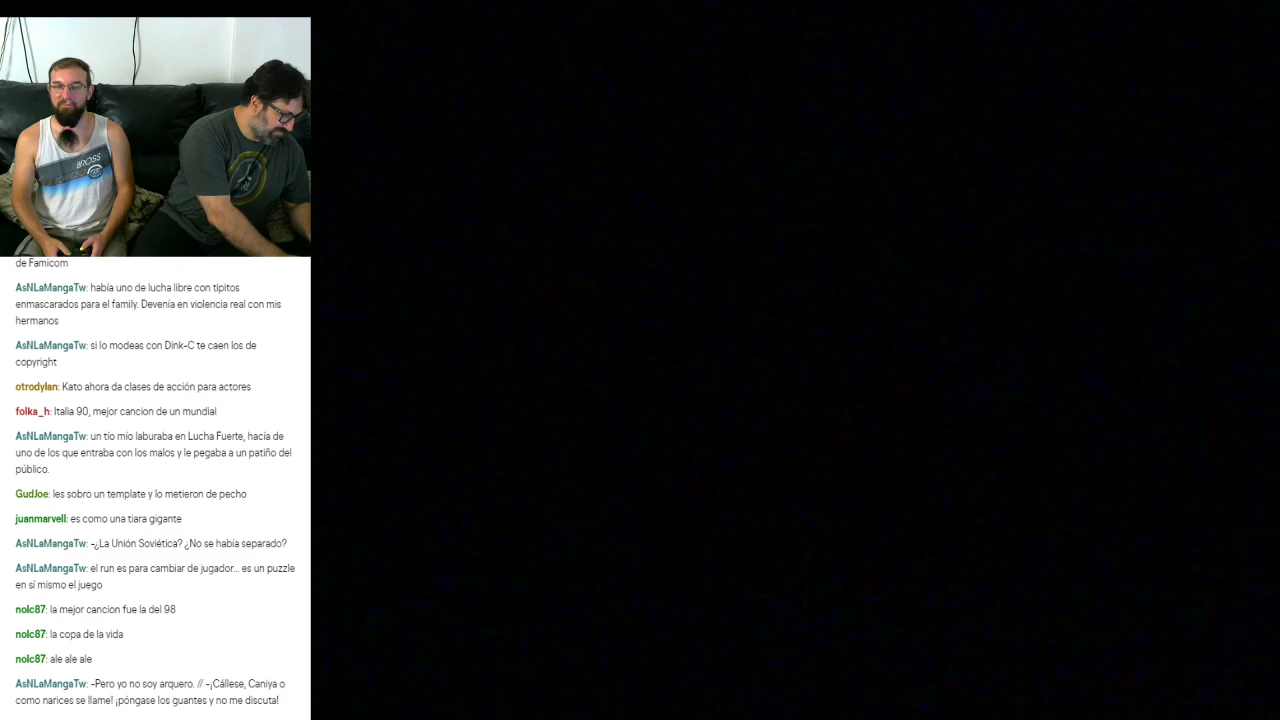 BROSS
de Famicom
AsNLaMangaTw: había uno de lucha libre con tipitos
enmascarados para el family. Devenía en violencia real con mis
hermanos
AsNLaMangaTw: si lo modeas con Dink-C te caen los de
copyright
otrodylan: Kato ahora da clases de acción para actores
folka_h: Italia 90, mejor cancion de un mundial
AsNLaMangaTw: un tío mío laburaba en Lucha Fuerte, hacía de
uno de los que entraba con los malos y le pegaba a un patiño del
público.
GudJoe: les sobro un template y lo metieron de pecho
juanmarvell: es como una tiara gigante
AsNLaMangaTw: -¿La Unión Soviética? ¿No se había separado?
AsNLaMangaTw: el run es para cambiar de jugador... es un puzzle
en sí mismo el juego
nolc87: la mejor cancion fue la del 98
nolc87: la copa de la vida
nolc87: ale ale ale
AsNLaMangaTw: -Pero yo no soy arquero. // -¡Cállese, Caniya o
como narices se llame! ¡póngase los guantes y no me discuta!